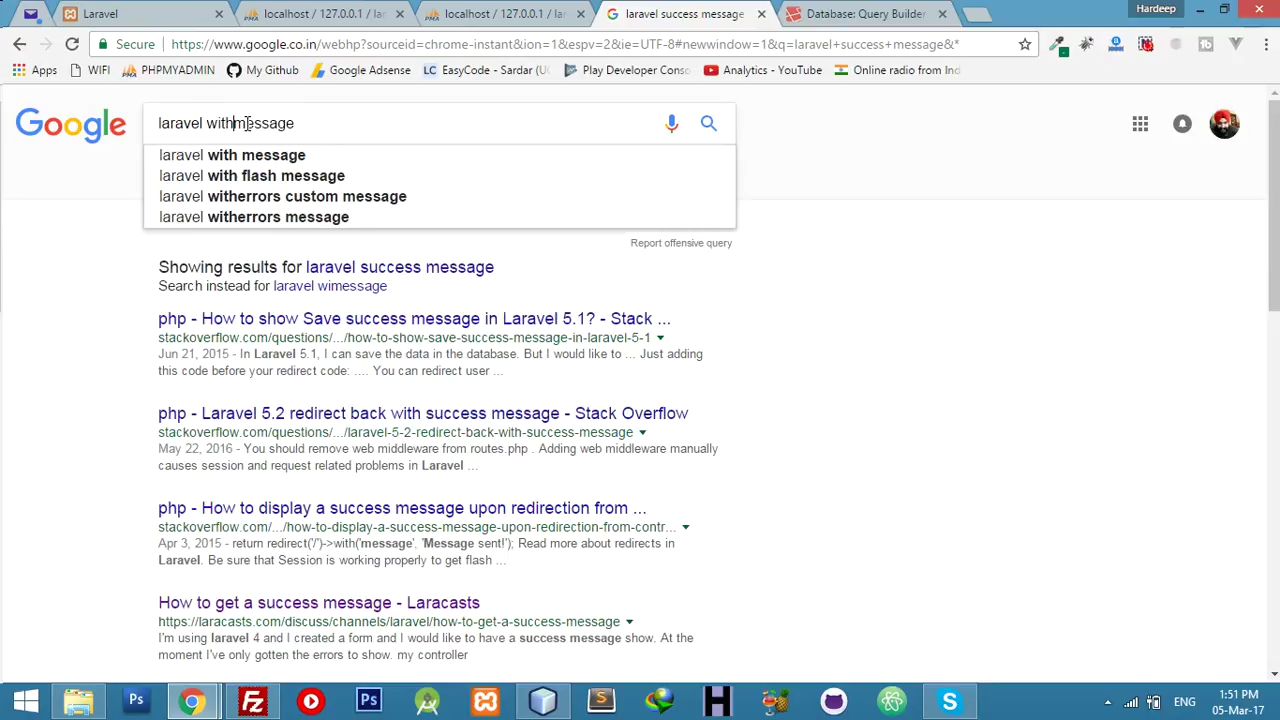 Laravel
localhost / 127.0.0.1 / lar
localhost / 127.0.0.1 / lar
laravel success message
Database: Query Builder
Hardeep
Secure
https://www.google.co.in/webhp?sourceid=chrome-instant&ion=1&espv=2&ie=UTF-8#newwindow=1&q=laravel+success+message&*
Apps
WIFI
PHPMYADMIN
My Github
Google Adsense
LC
EasyCode - Sardar (UC
Play Developer Conso
Analytics - YouTube
Online radio from Ind
Google
laravel withmessage
laravel with message
laravel with flash message
laravel witherrors custom message
laravel witherrors message
Report offensive query
Showing results for laravel success message
Search instead for laravel wimessage
php - How to show Save success message in Laravel 5.1? - Stack ...
stackoverflow.com/questions/.../how-to-show-save-success-message-in-laravel-5-1
Jun 21, 2015 - In Laravel 5.1, I can save the data in the database. But I would like to ... Just adding
this code before your redirect code: .... You can redirect user ...
php - Laravel 5.2 redirect back with success message - Stack Overflow
stackoverflow.com/questions/.../laravel-5-2-redirect-back-with-success-message
May 22, 2016 - You should remove web middleware from routes.php . Adding web middleware manually
causes session and request related problems in Laravel ...
php - How to display a success message upon redirection from ...
stackoverflow.com/.../how-to-display-a-success-message-upon-redirection-from-contr...
Apr 3, 2015 - return redirect('/')->with('message', 'Message sent!'); Read more about redirects in
Laravel. Be sure that Session is working properly to get flash ...
How to get a success message - Laracasts
https://laracasts.com/discuss/channels/laravel/how-to-get-a-success-message
I'm using laravel 4 and I created a form and I would like to have a success message show. At the
moment I've only gotten the errors to show. my controller
Ps
Fz
Ps
H
S
ENG
1:51 PM
05-Mar-17